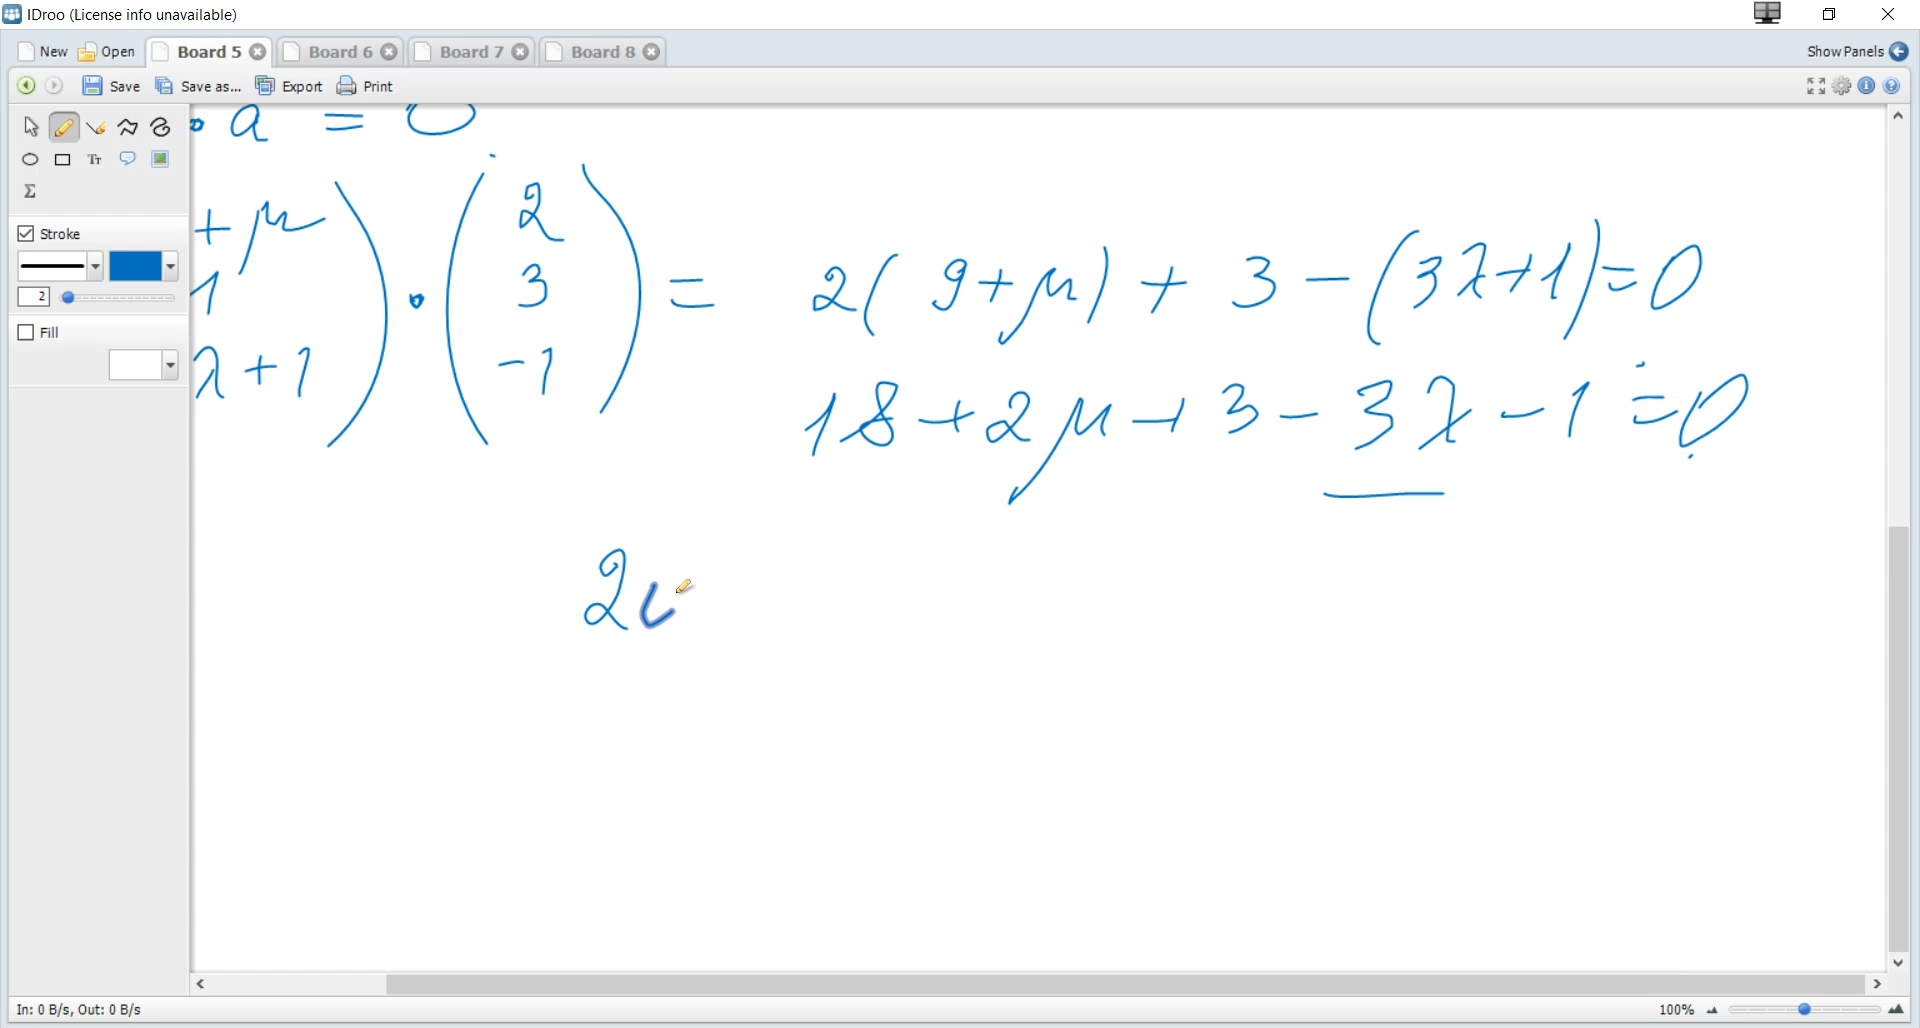 IDroo (License info unavailable)
New Open Board 5 Board 6 Board 7 Board 8 Show Panels
Save Save as... Export Print
Tt
Σ
Stroke
2
Fill
• a = 0
+ μ
1
λ + 1
2
3
-1
• = 2(9+μ) + 3 - (3λ+1) = 0
18 + 2μ + 3 - 3λ - 1 = 0
2
In: 0 B/s, Out: 0 B/s 100%